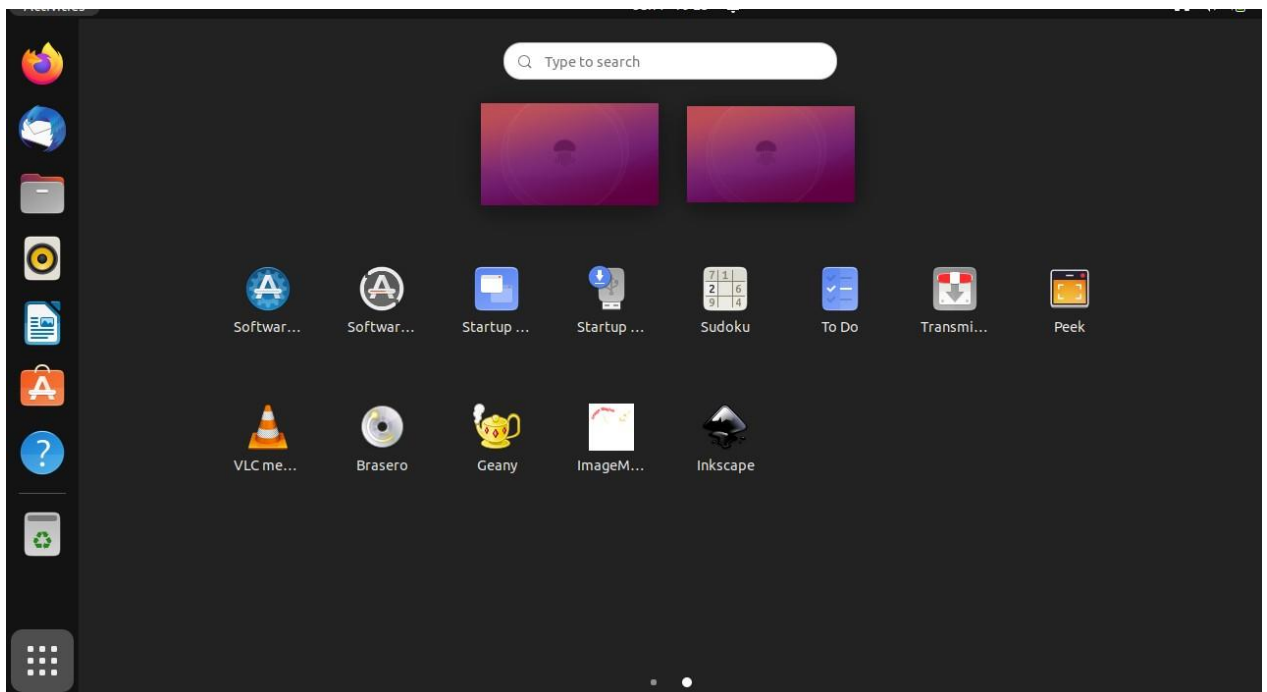 Type to search
Softwar... Softwar... Startup ... Startup ... Sudoku To Do Transmi... Peek
VLC me... Brasero Geany ImageM... Inkscape